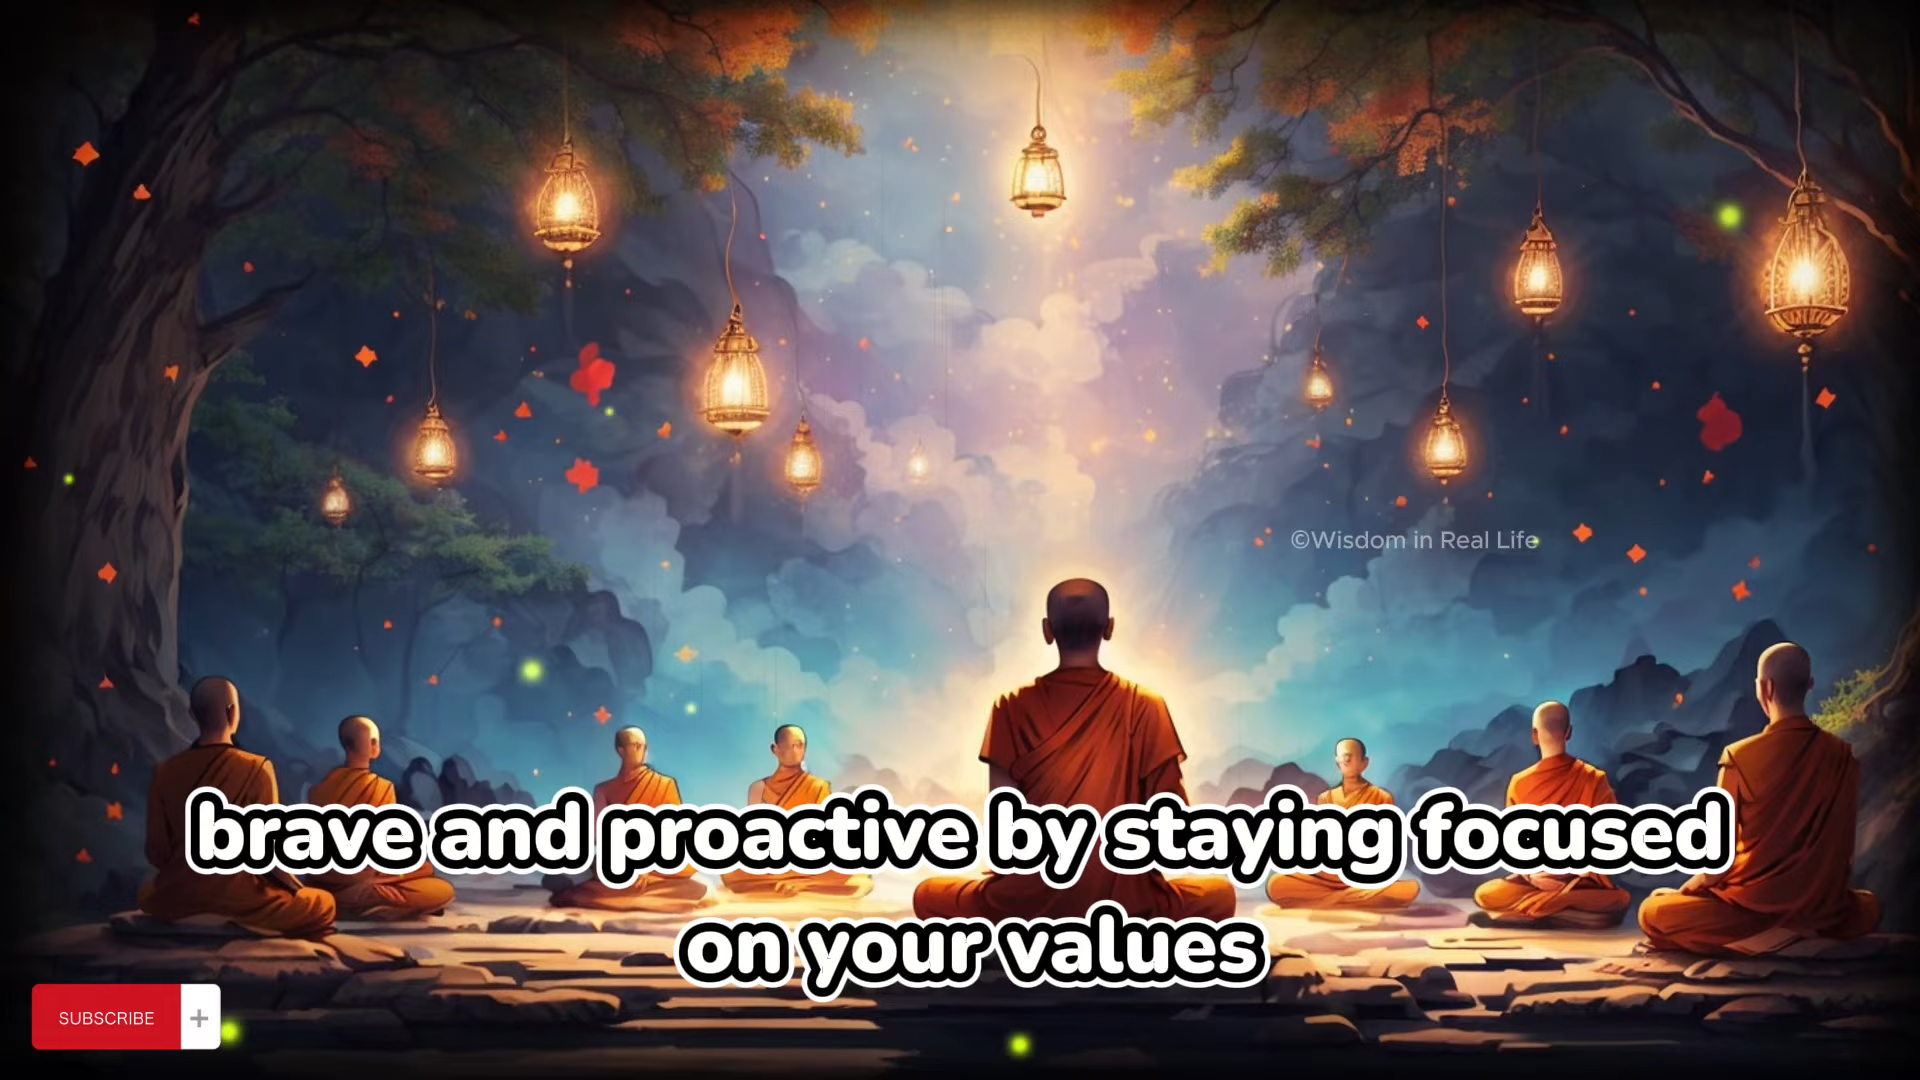 ©Wisdom in Real Life
brave and proactive by staying focused
on your values
SUBSCRIBE +